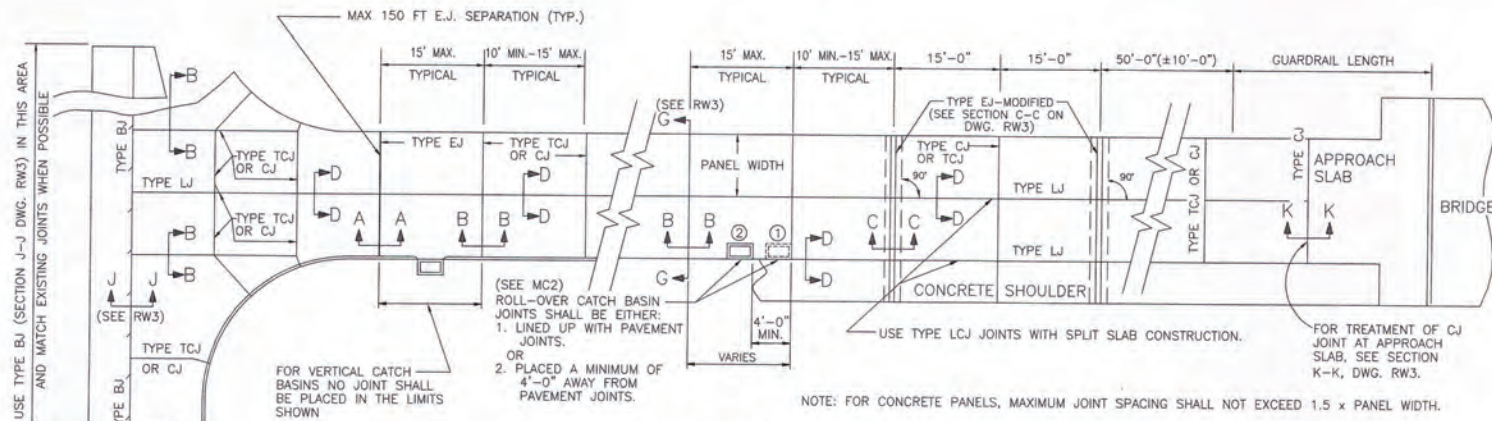 MAX 150 FT E.J. SEPARATION (TYP.)
15' MAX.
TYPICAL
10' MIN.-15' MAX.
TYPICAL
15' MAX.
TYPICAL
10' MIN.-15' MAX.
TYPICAL
15'-0"
15'-0"
50'-0"(±10'-0")
GUARDRAIL LENGTH
USE TYPE BJ (SECTION J-J DWG. RW3) IN THIS AREA
AND MATCH EXISTING JOINTS WHEN POSSIBLE
B
B
TYPE BJ
TYPE TCJ
OR CJ
TYPE LJ
TYPE TCJ
OR CJ
B
B
J
J
(SEE RW3)
TYPE TCJ
OR CJ
TYPE BJ
D
D
A
A
B
B
TYPE EJ
TYPE TCJ
OR CJ
D
D
(SEE RW3)
G
PANEL WIDTH
B
B
②
①
G
D
D
C
C
TYPE EJ-MODIFIED
(SEE SECTION C-C ON
DWG. RW3)
TYPE CJ
OR TCJ
90'
D
D
TYPE LJ
TYPE LJ
90'
TYPE TCJ OR CJ
TYPE CJ
APPROACH
SLAB
K
K
BRIDGE
CONCRETE SHOULDER
FOR VERTICAL CATCH
BASINS NO JOINT SHALL
BE PLACED IN THE LIMITS
SHOWN
(SEE MC2)
ROLL-OVER CATCH BASIN
JOINTS SHALL BE EITHER:
1. LINED UP WITH PAVEMENT
JOINTS.
OR
2. PLACED A MINIMUM OF
4'-0" AWAY FROM
PAVEMENT JOINTS.
4'-0"
MIN.
VARIES
USE TYPE LCJ JOINTS WITH SPLIT SLAB CONSTRUCTION.
FOR TREATMENT OF CJ
JOINT AT APPROACH
SLAB, SEE SECTION
K-K, DWG. RW3.
NOTE: FOR CONCRETE PANELS, MAXIMUM JOINT SPACING SHALL NOT EXCEED 1.5 x PANEL WIDTH.